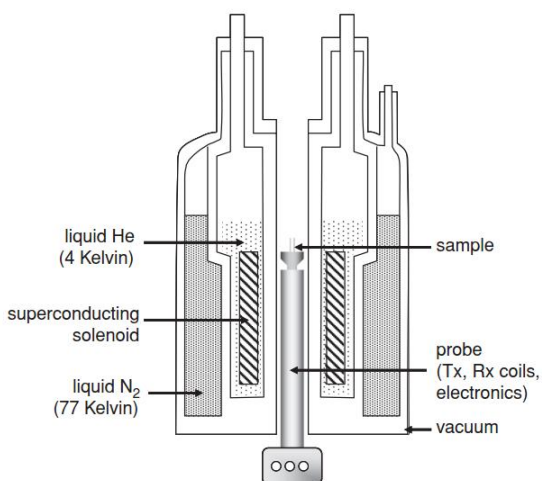 liquid He
(4 Kelvin)
superconducting
solenoid
liquid N₂
(77 Kelvin)
sample
probe
(Tx, Rx coils,
electronics)
vacuum